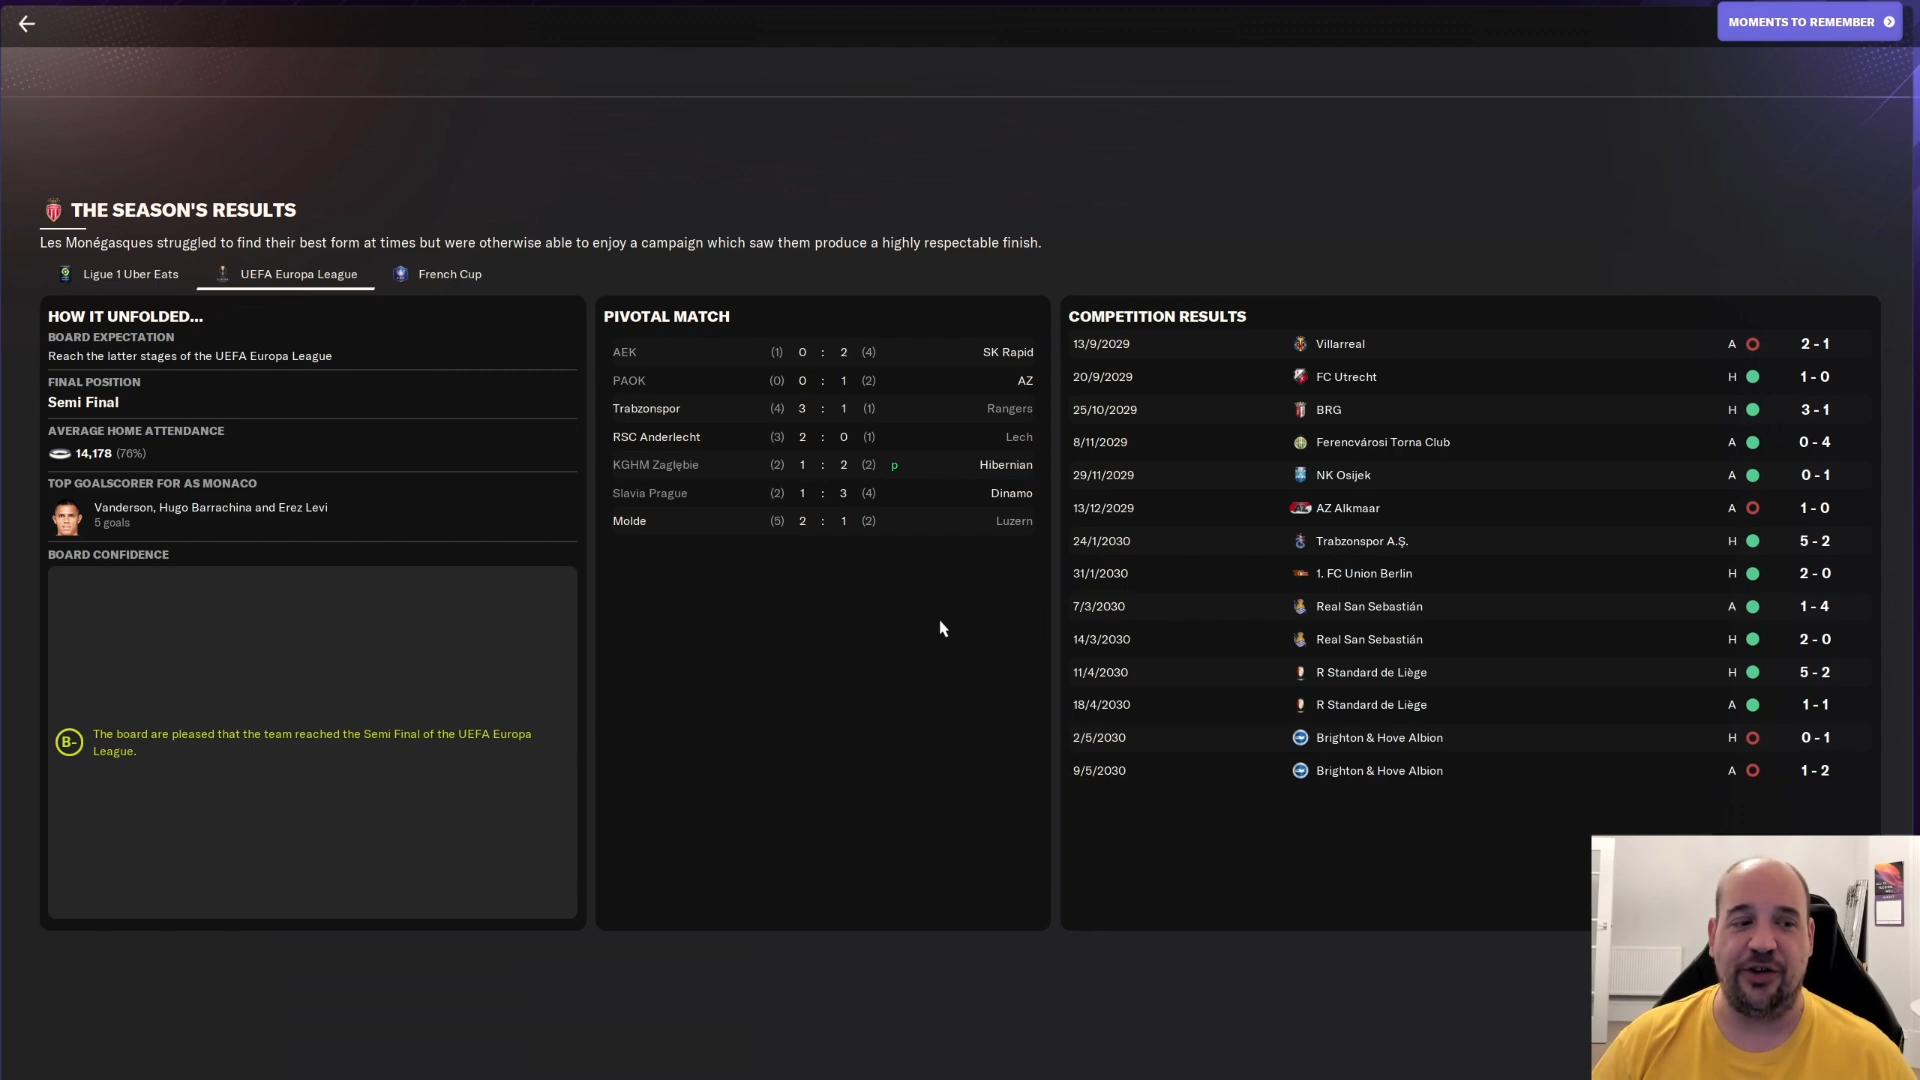 MOMENTS TO REMEMBER
THE SEASON'S RESULTS
Les Monégasques struggled to find their best form at times but were otherwise able to enjoy a campaign which saw them produce a highly respectable finish.
Ligue 1 Uber Eats UEFA Europa League French Cup
HOW IT UNFOLDED...
BOARD EXPECTATION
Reach the latter stages of the UEFA Europa League
FINAL POSITION
Semi Final
AVERAGE HOME ATTENDANCE
14,178 (76%)
TOP GOALSCORER FOR AS MONACO
Vanderson, Hugo Barrachina and Erez Levi
5 goals
BOARD CONFIDENCE
B- The board are pleased that the team reached the Semi Final of the UEFA Europa
League.
PIVOTAL MATCH
AEK (1) 0 : 2 (4) SK Rapid
PAOK (0) 0 : 1 (2) AZ
Trabzonspor (4) 3 : 1 (1) Rangers
RSC Anderlecht (3) 2 : 0 (1) Lech
KGHM Zagłębie (2) 1 : 2 (2) p Hibernian
Slavia Prague (2) 1 : 3 (4) Dinamo
Molde (5) 2 : 1 (2) Luzern
COMPETITION RESULTS
13/9/2029 Villarreal A 2 - 1
20/9/2029 FC Utrecht H 1 - 0
25/10/2029 BRG H 3 - 1
8/11/2029 Ferencvárosi Torna Club A 0 - 4
29/11/2029 NK Osijek A 0 - 1
13/12/2029 AZ Alkmaar A 1 - 0
24/1/2030 Trabzonspor A.Ş. H 5 - 2
31/1/2030 1. FC Union Berlin H 2 - 0
7/3/2030 Real San Sebastián A 1 - 4
14/3/2030 Real San Sebastián H 2 - 0
11/4/2030 R Standard de Liège H 5 - 2
18/4/2030 R Standard de Liège A 1 - 1
2/5/2030 Brighton & Hove Albion H 0 - 1
9/5/2030 Brighton & Hove Albion A 1 - 2